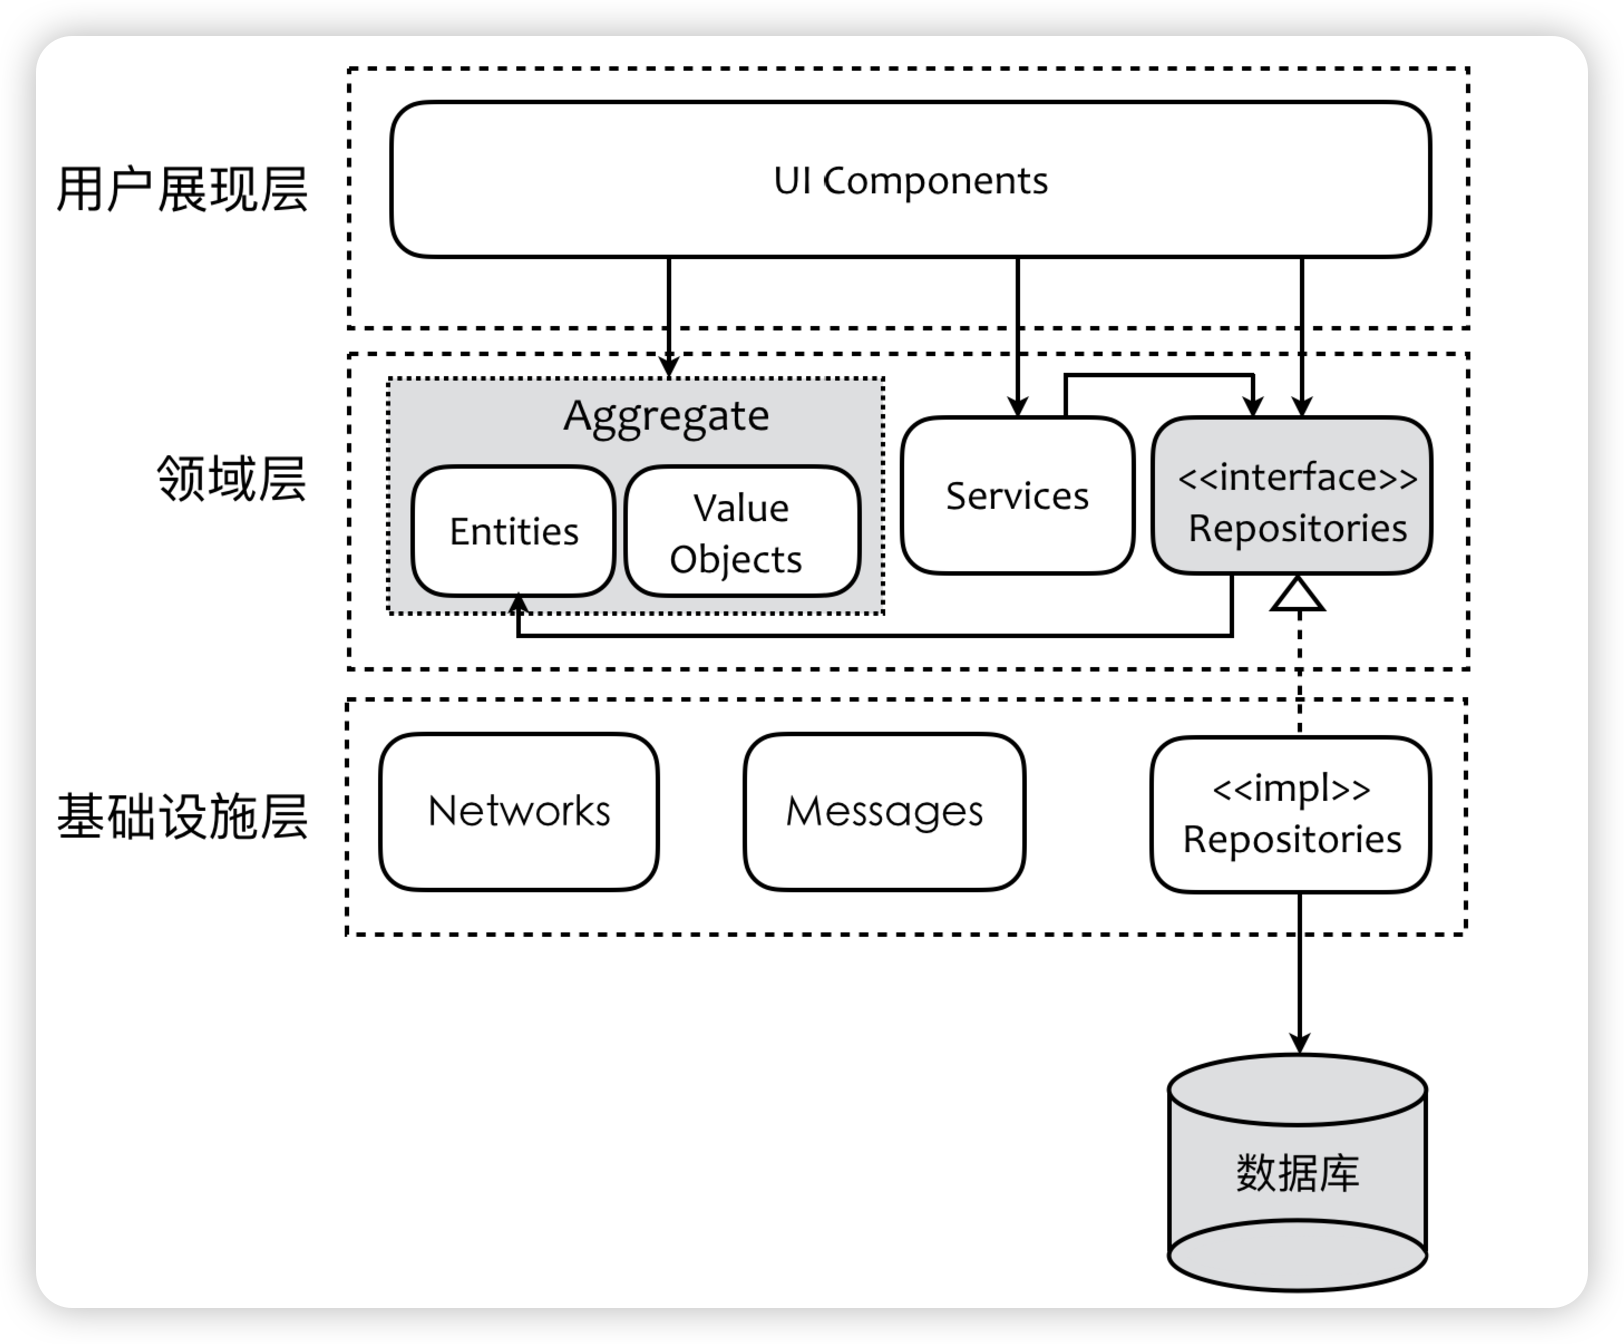 用户展现层
UI Components
领域层
Aggregate
Entities
Value
Objects
Services
<<interface>>
Repositories
基础设施层
Networks
Messages
<<impl>>
Repositories
数据库